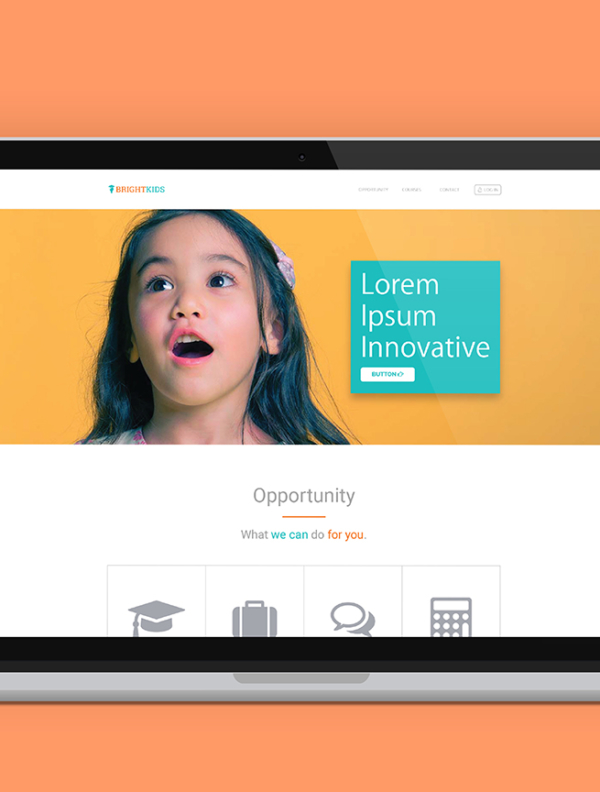 BRIGHTKIDS
OPPORTUNITY COURSES CONTACT LOG IN
Lorem
Ipsum
Innovative
BUTTON
Opportunity
What we can do for you.